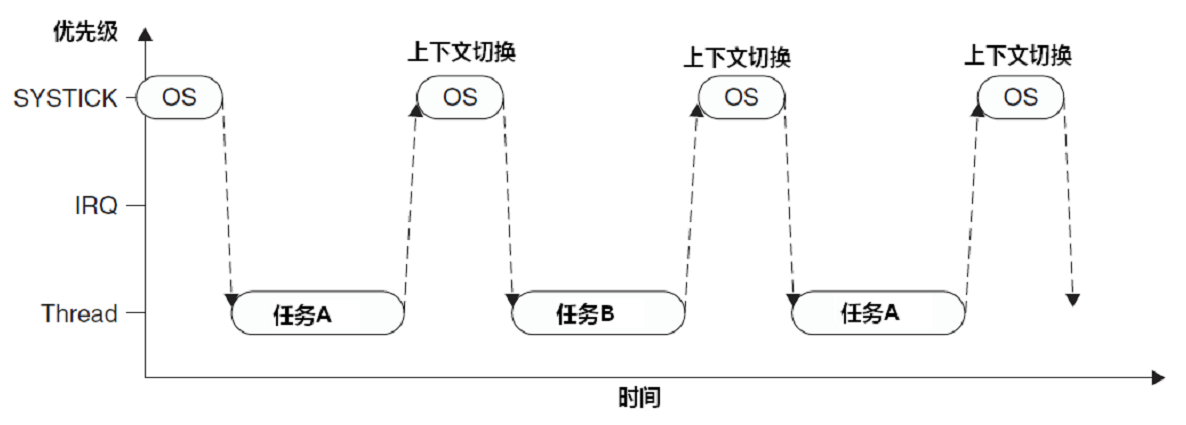 优先级
上下文切换 上下文切换 上下文切换
SYSTICK OS OS OS OS
IRQ
Thread 任务A 任务B 任务A
时间